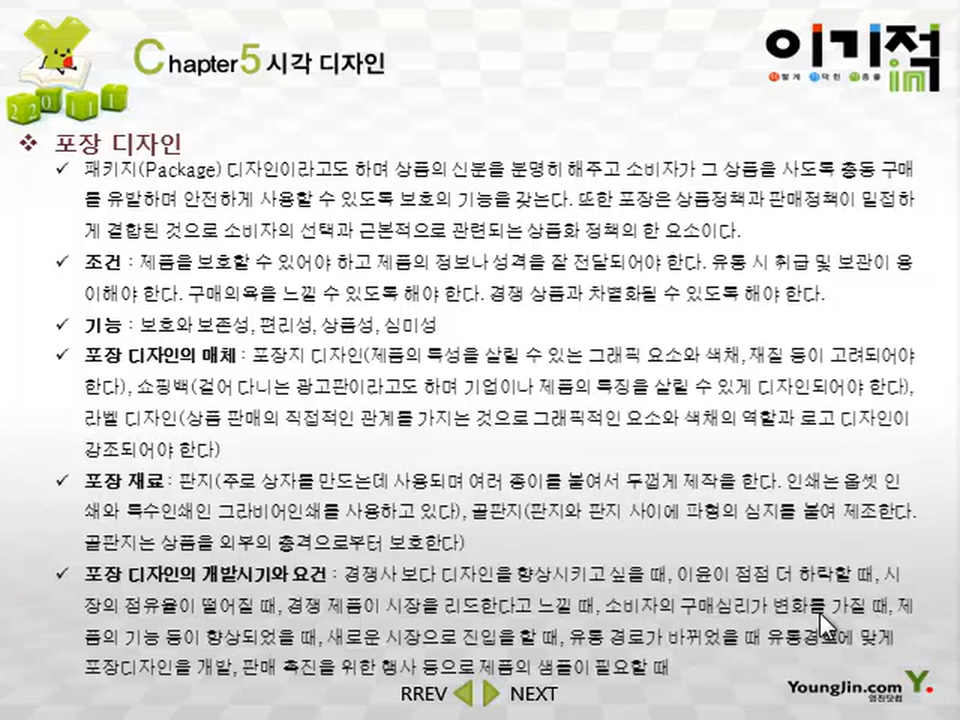 Chapter5 시각 디자인
이기적in
이렇게 기막힌 적중률
22011
포장 디자인
패키지(Package) 디자인이라고도 하며 상품의 신분을 분명히 해주고 소비자가 그 상품을 사도록 충동 구매
를 유발하며 안전하게 사용할 수 있도록 보호의 기능을 갖는다. 또한 포장은 상품정책과 판매정책이 밀접하
게 결합된 것으로 소비자의 선택과 근본적으로 관련되는 상품화 정책의 한 요소이다.
조건 : 제품을 보호할 수 있어야 하고 제품의 정보나 성격을 잘 전달되어야 한다. 유통 시 취급 및 보관이 용
이해야 한다. 구매의욕을 느낄 수 있도록 해야 한다. 경쟁 상품과 차별화될 수 있도록 해야 한다.
기능 : 보호와 보존성, 편리성, 상품성, 심미성
포장 디자인의 매체 : 포장지 디자인(제품의 특성을 살릴 수 있는 그래픽 요소와 색채, 재질 등이 고려되어야
한다), 쇼핑백(걸어 다니는 광고판이라고도 하며 기업이나 제품의 특징을 살릴 수 있게 디자인되어야 한다),
라벨 디자인(상품 판매의 직접적인 관계를 가지는 것으로 그래픽적인 요소와 색채의 역할과 로고 디자인이
강조되어야 한다)
포장 재료 : 판지(주로 상자를 만드는데 사용되며 여러 종이를 붙여서 두껍게 제작을 한다. 인쇄는 옵셋 인
쇄와 특수인쇄인 그라비어인쇄를 사용하고 있다), 골판지(판지와 판지 사이에 파형의 심지를 붙여 제조한다.
골판지는 상품을 외부의 충격으로부터 보호한다)
포장 디자인의 개발시기와 요건 : 경쟁사 보다 디자인을 향상시키고 싶을 때, 이윤이 점점 더 하락할 때, 시
장의 점유율이 떨어질 때, 경쟁 제품이 시장을 리드한다고 느낄 때, 소비자의 구매심리가 변화를 가질 때, 제
품의 기능 등이 향상되었을 때, 새로운 시장으로 진입을 할 때, 유통 경로가 바뀌었을 때 유통경로에 맞게
포장디자인을 개발, 판매 촉진을 위한 행사 등으로 제품의 샘플이 필요할 때
RREV NEXT
YoungJin.com Y.
영진닷컴